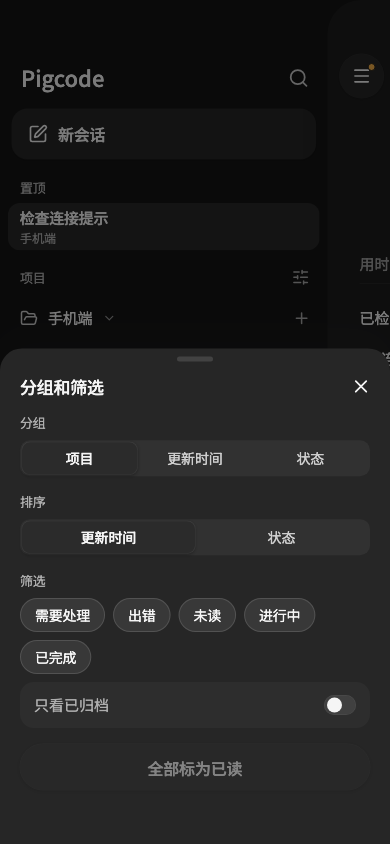 Pigcode
新会话
置顶
检查连接提示
手机端
项目
用时
手机端
已检
分组和筛选
分组
项目 更新时间 状态
排序
更新时间 状态
筛选
需要处理 出错 未读 进行中
已完成
只看已归档
全部标为已读